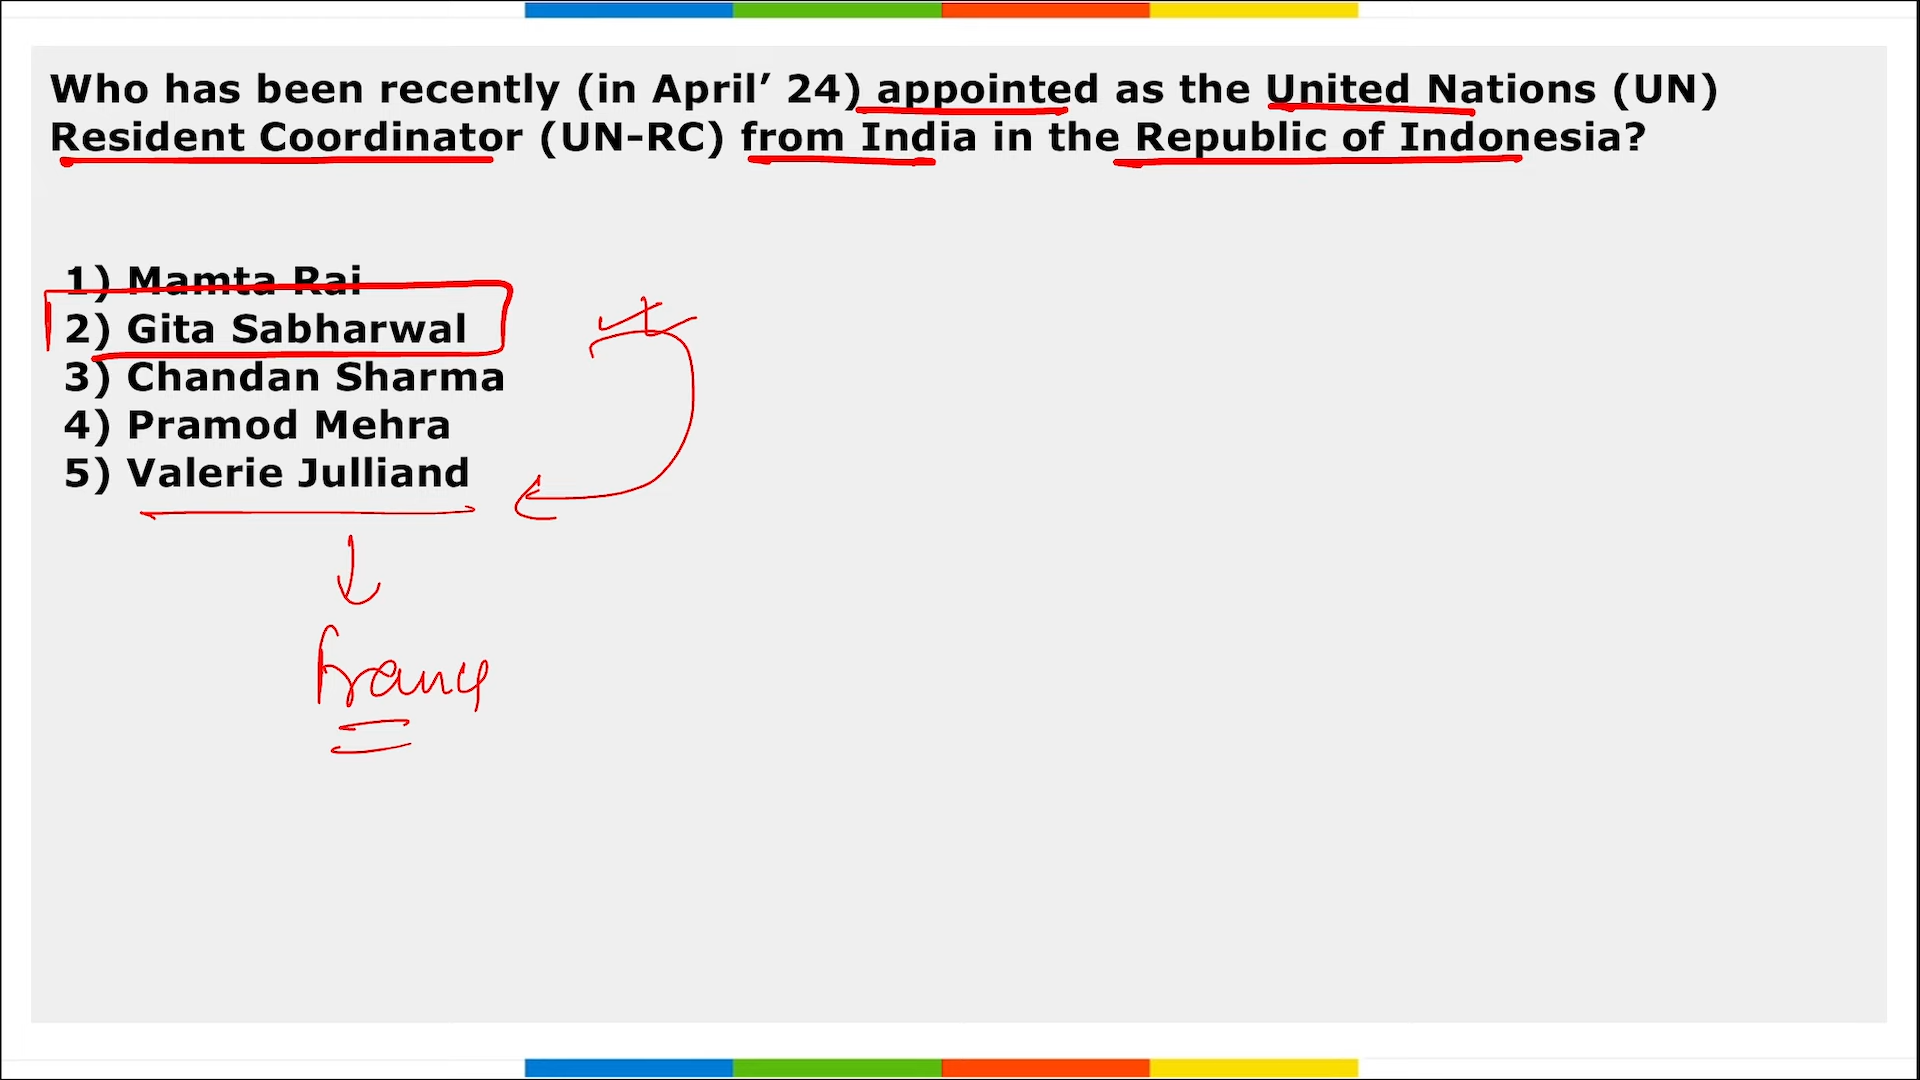 Who has been recently (in April’ 24) appointed as the United Nations (UN)
Resident Coordinator (UN-RC) from India in the Republic of Indonesia?
1) Mamta Rai
2) Gita Sabharwal
3) Chandan Sharma
4) Pramod Mehra
5) Valerie Julliand
France